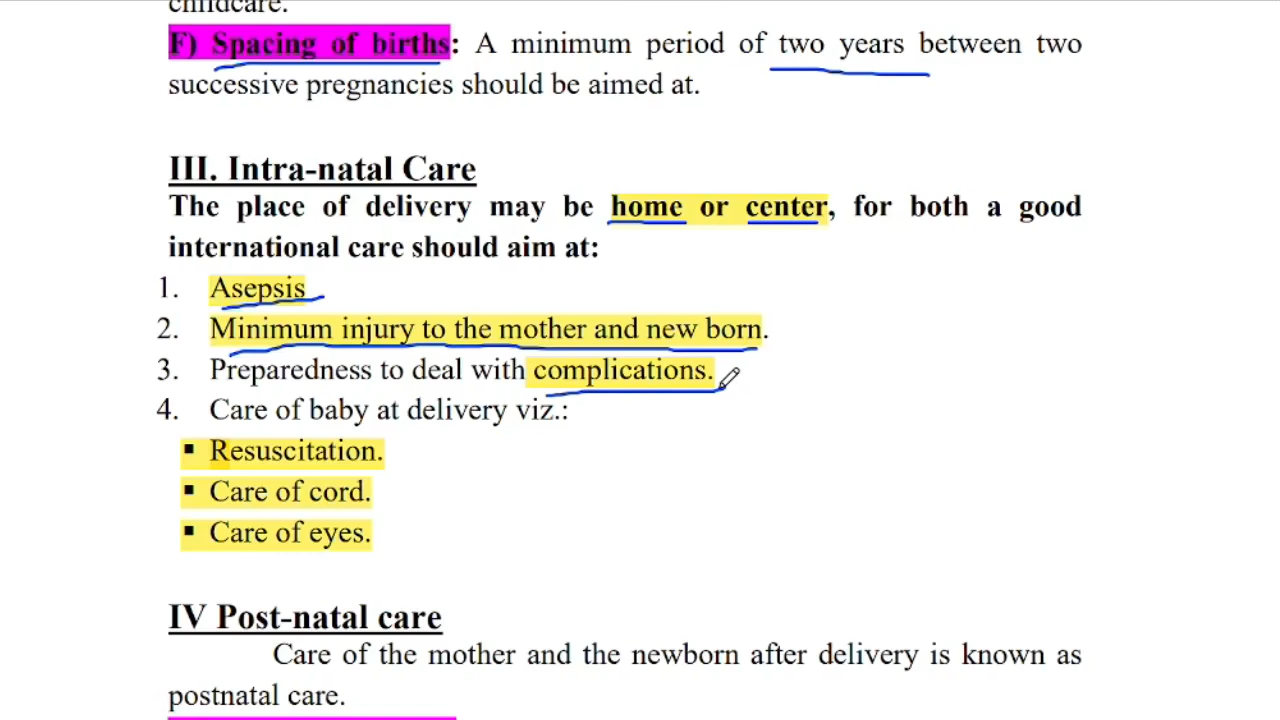 childcare.
F) Spacing of births: A minimum period of two years between two
successive pregnancies should be aimed at.
III. Intra-natal Care
The place of delivery may be home or center, for both a good
international care should aim at:
1. Asepsis
2. Minimum injury to the mother and new born.
3. Preparedness to deal with complications.
4. Care of baby at delivery viz.:
▪ Resuscitation.
▪ Care of cord.
▪ Care of eyes.
IV Post-natal care
Care of the mother and the newborn after delivery is known as
postnatal care.